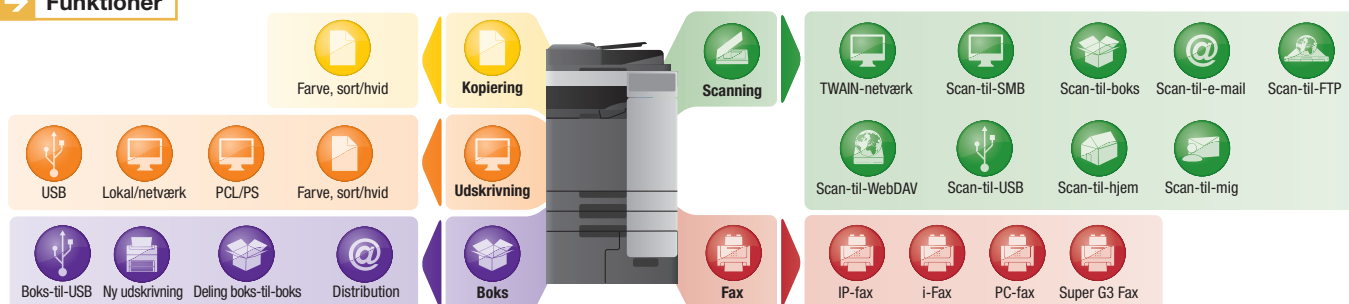 Funktioner
Farve, sort/hvid
Kopiering
Scanning
TWAIN-netværk
Scan-til-SMB
Scan-til-boks
Scan-til-e-mail
Scan-til-FTP
USB
Lokal/netværk
PCL/PS
Farve, sort/hvid
Udskrivning
Scan-til-WebDAV
Scan-til-USB
Scan-til-hjem
Scan-til-mig
Boks-til-USB
Ny udskrivning
Deling boks-til-boks
Distribution
Boks
Fax
IP-fax
i-Fax
PC-fax
Super G3 Fax